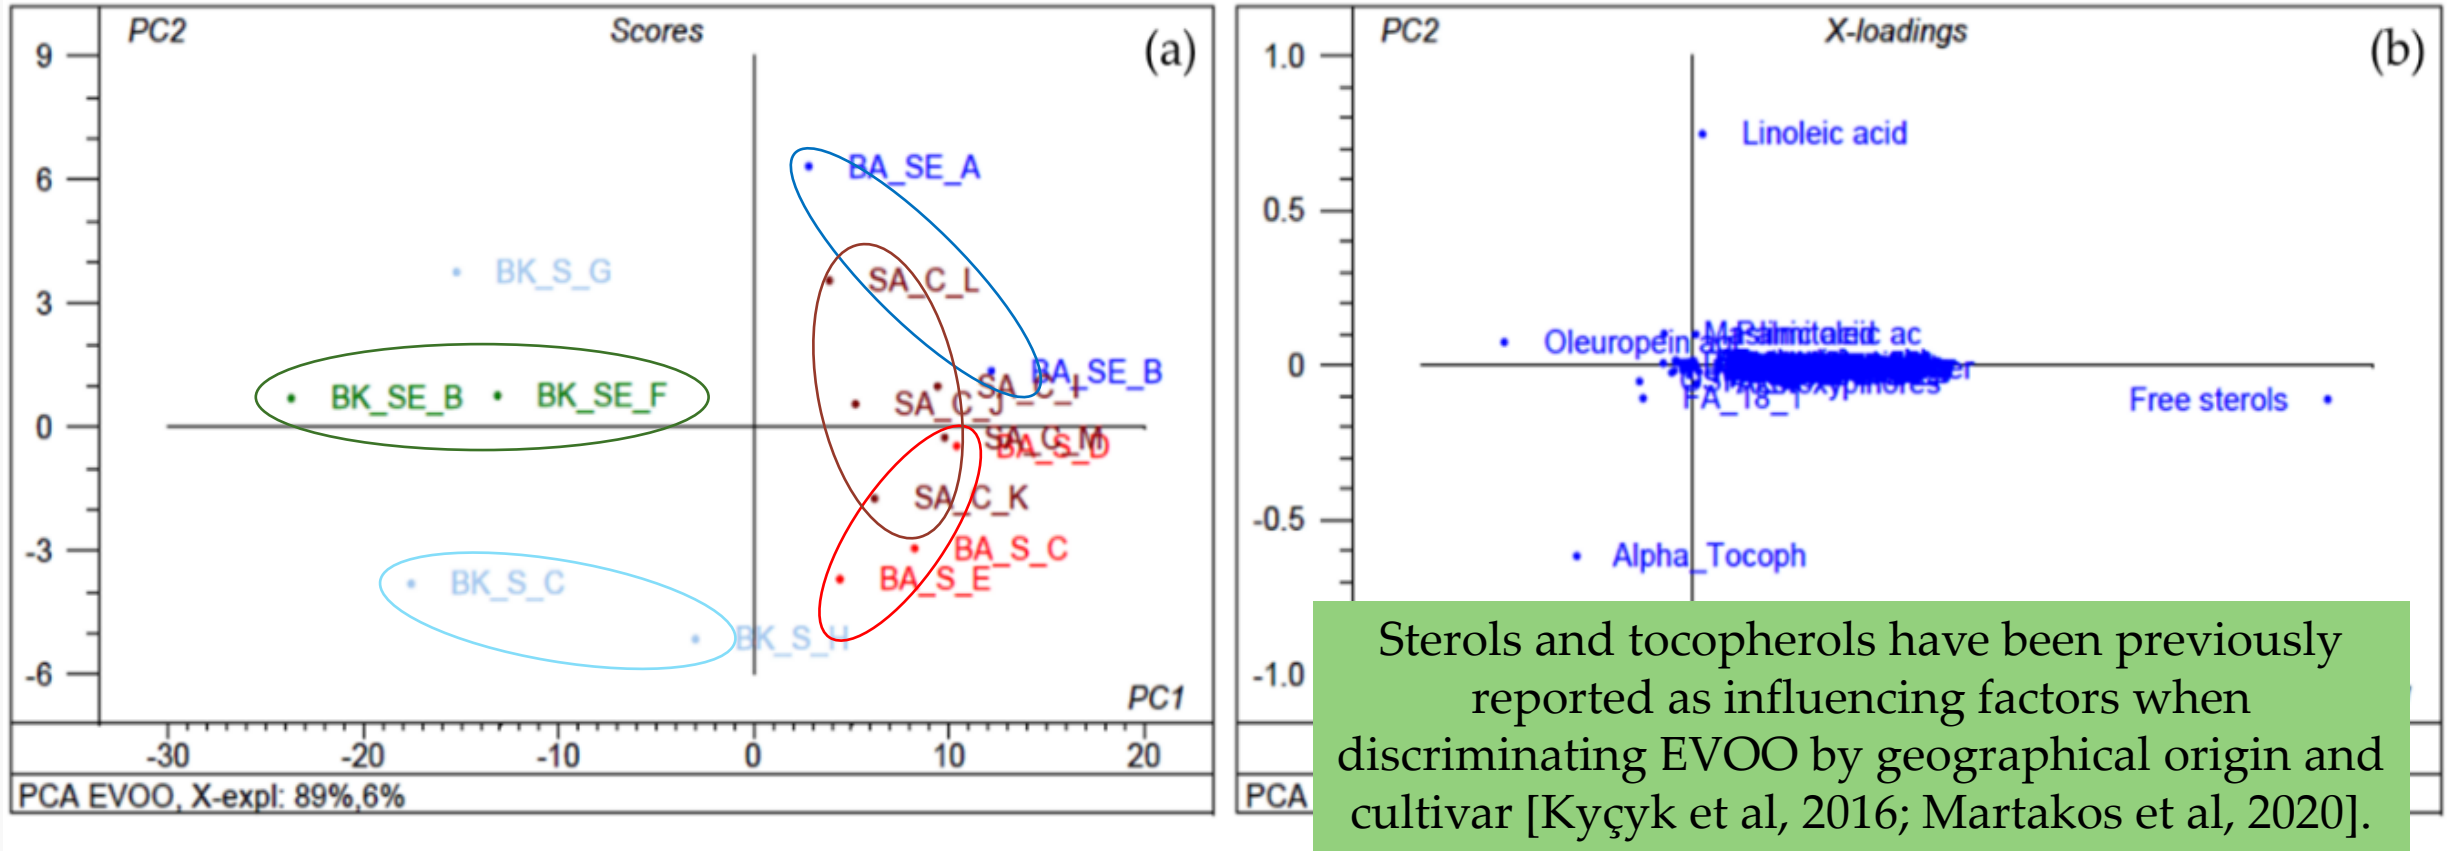 PC2
Scores
(a)
9
6
3
0
-3
-6
BA_SE_A
BK_S_G
SA_C_L
BA_SE_B
SA_C_I
BK_SE_B
BK_SE_F
SA_C_J
SA_C_M
BA_S_D
SA_C_K
BA_S_C
BK_S_C
BA_S_E
BK_S_H
PC1
-30
-20
-10
0
10
20
PCA EVOO, X-expl: 89%,6%
PC2
X-loadings
(b)
1.0
0.5
0
-0.5
-1.0
Linoleic acid
Oleuropein
FA_18_1
Free sterols
Alpha_Tocoph
PCA
Sterols and tocopherols have been previously
reported as influencing factors when
discriminating EVOO by geographical origin and
cultivar [Kyçyk et al, 2016; Martakos et al, 2020].